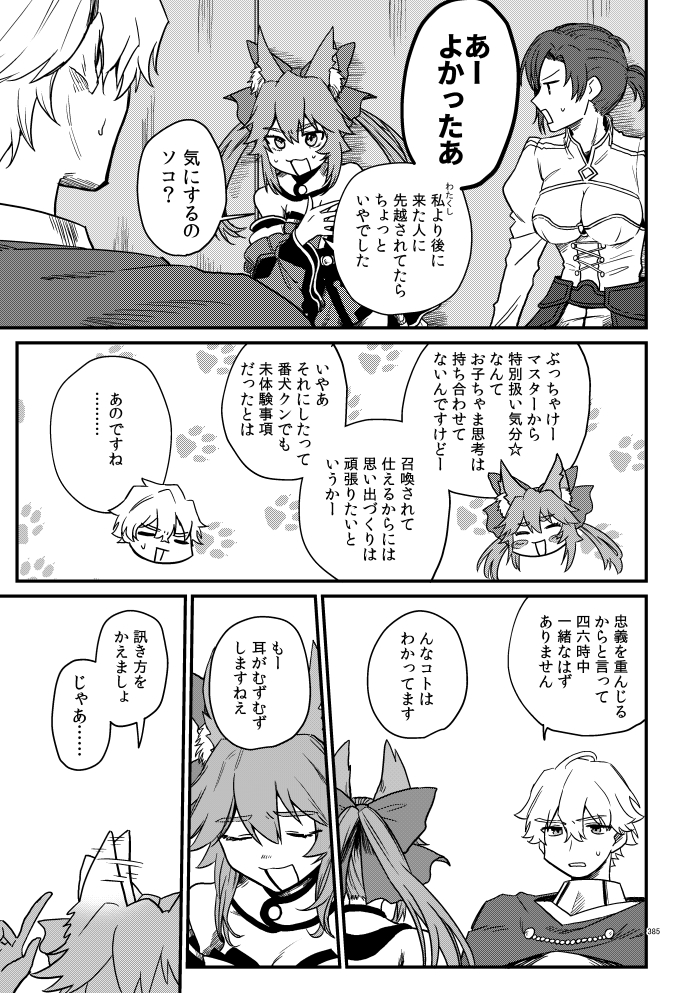 あー
よかったあ
わたくし
私より後に
来た人に
先越されてたら
ちょっと
いやでした
気にするの
ソコ？
ぶっちゃけー
マスターから
特別扱い気分☆
なんて
お子ちゃま思考は
持ち合わせて
ないんですけどー
召喚されて
仕えるからには
思い出づくりは
頑張りたいと
いうかー
いやあ
それにしたって
番犬クンでも
未体験事項
だったとは
あのですね
………
忠義を重んじる
からと言って
四六時中
一緒なはず
ありません
んなコトは
わかってます
もー
耳がむずむず
しますねえ
訊き方を
かえましょ
じゃあ……
385